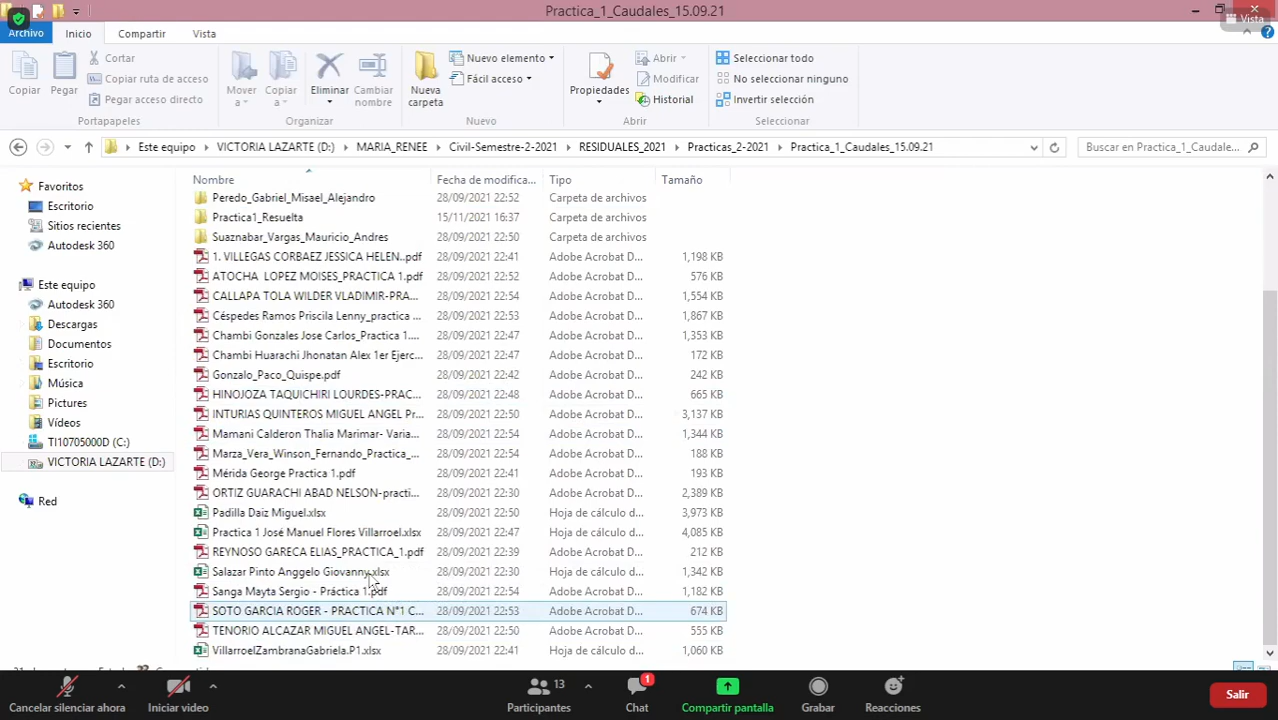 Practica_1_Caudales_15.09.21
Vista
Archivo
Inicio
Compartir
Vista
Copiar
Pegar
Cortar
Copiar ruta de acceso
Pegar acceso directo
Portapapeles
Mover a
Copiar a
Eliminar
Cambiar nombre
Organizar
Nueva carpeta
Nuevo elemento
Fácil acceso
Nuevo
Propiedades
Abrir
Modificar
Historial
Abrir
Seleccionar todo
No seleccionar ninguno
Invertir selección
Seleccionar
Este equipo VICTORIA LAZARTE (D:) MARIA_RENEE Civil-Semestre-2-2021 RESIDUALES_2021 Practicas_2-2021 Practica_1_Caudales_15.09.21
Buscar en Practica_1_Caudale...
Favoritos
Escritorio
Sitios recientes
Autodesk 360
Este equipo
Autodesk 360
Descargas
Documentos
Escritorio
Música
Pictures
Vídeos
TI10705000D (C:)
VICTORIA LAZARTE (D:)
Red
Nombre Fecha de modifica... Tipo Tamaño
Peredo_Gabriel_Misael_Alejandro 28/09/2021 22:52 Carpeta de archivos
Practica1_Resuelta 15/11/2021 16:37 Carpeta de archivos
Suaznabar_Vargas_Mauricio_Andres 28/09/2021 22:50 Carpeta de archivos
1. VILLEGAS CORBAEZ JESSICA HELEN..pdf 28/09/2021 22:41 Adobe Acrobat D... 1,198 KB
ATOCHA LOPEZ MOISES_PRACTICA 1.pdf 28/09/2021 22:52 Adobe Acrobat D... 576 KB
CALLAPA TOLA WILDER VLADIMIR-PRA... 28/09/2021 22:54 Adobe Acrobat D... 1,554 KB
Céspedes Ramos Priscila Lenny_practica ... 28/09/2021 22:53 Adobe Acrobat D... 1,867 KB
Chambi Gonzales Jose Carlos_Practica 1.... 28/09/2021 22:47 Adobe Acrobat D... 1,353 KB
Chambi Huarachi Jhonatan Alex 1er Ejerc... 28/09/2021 22:47 Adobe Acrobat D... 172 KB
Gonzalo_Paco_Quispe.pdf 28/09/2021 22:42 Adobe Acrobat D... 242 KB
HINOJOZA TAQUICHIRI LOURDES-PRAC... 28/09/2021 22:48 Adobe Acrobat D... 665 KB
INTURIAS QUINTEROS MIGUEL ANGEL Pr... 28/09/2021 22:50 Adobe Acrobat D... 3,137 KB
Mamani Calderon Thalia Marimar- Varia... 28/09/2021 22:54 Adobe Acrobat D... 1,344 KB
Marza_Vera_Winson_Fernando_Practica_... 28/09/2021 22:54 Adobe Acrobat D... 188 KB
Mérida George Practica 1.pdf 28/09/2021 22:41 Adobe Acrobat D... 193 KB
ORTIZ GUARACHI ABAD NELSON-practi... 28/09/2021 22:30 Adobe Acrobat D... 2,389 KB
Padilla Daiz Miguel.xlsx 28/09/2021 22:50 Hoja de cálculo d... 3,973 KB
Practica 1 José Manuel Flores Villarroel.xlsx 28/09/2021 22:47 Hoja de cálculo d... 4,085 KB
REYNOSO GARECA ELIAS_PRACTICA_1.pdf 28/09/2021 22:39 Adobe Acrobat D... 212 KB
Salazar Pinto Anggelo Giovanny.xlsx 28/09/2021 22:30 Hoja de cálculo d... 1,342 KB
Sanga Mayta Sergio - Práctica 1.pdf 28/09/2021 22:54 Adobe Acrobat D... 1,182 KB
SOTO GARCIA ROGER - PRACTICA N°1 C... 28/09/2021 22:53 Adobe Acrobat D... 674 KB
TENORIO ALCAZAR MIGUEL ANGEL-TAR... 28/09/2021 22:50 Adobe Acrobat D... 555 KB
VillarroelZambranaGabriela.P1.xlsx 28/09/2021 22:41 Hoja de cálculo d... 1,060 KB
Cancelar silenciar ahora
Iniciar video
13
Participantes
1
Chat
Compartir pantalla
Grabar
Reacciones
Salir